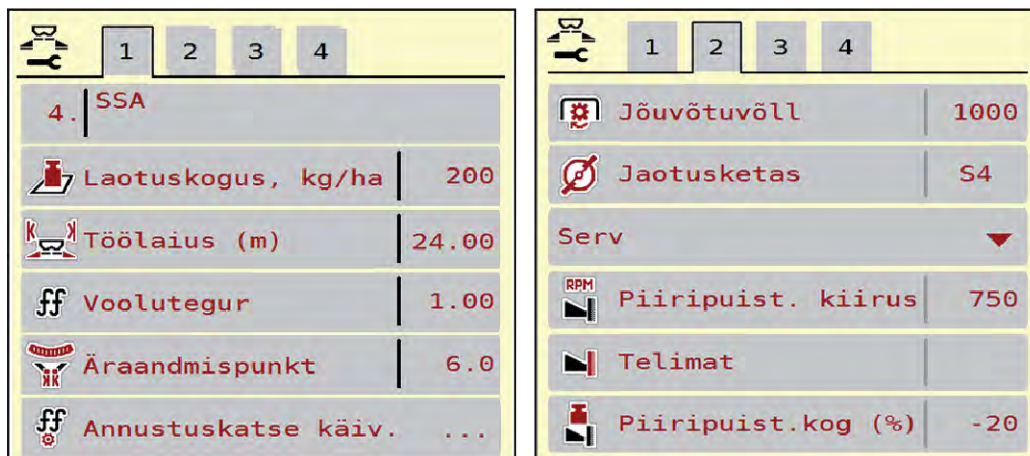 1 2 3 4
4. SSA
Laotuskogus, kg/ha 200
Töölaius (m) 24.00
ff Voolutegur 1.00
Äraandmispunkt 6.0
ff Annustuskatse käiv. ...
1 2 3 4
Jõuvõtuvõll 1000
Jaotusketas S4
Serv
RPM
Piiripuist. kiirus 750
Telimat
Piiripuist.kog (%) -20